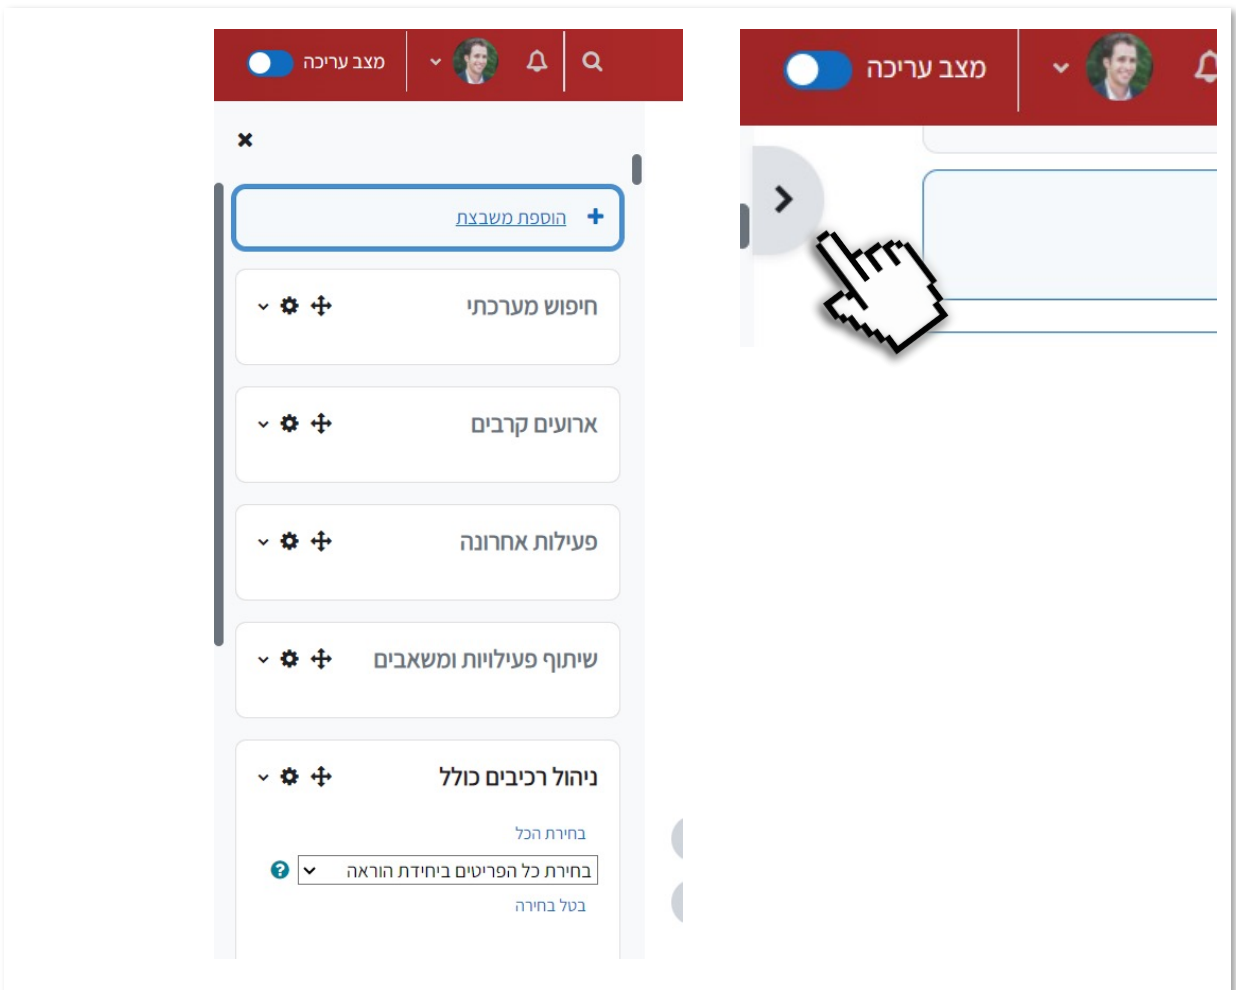 מצב עריכה
מצב עריכה
הוספת משבצת
חיפוש מערכתי
ארועים קרבים
פעילות אחרונה
שיתוף פעילויות ומשאבים
ניהול רכיבים כולל
בחירת הכל
בחירת כל הפריטים ביחידת הוראה
בטל בחירה